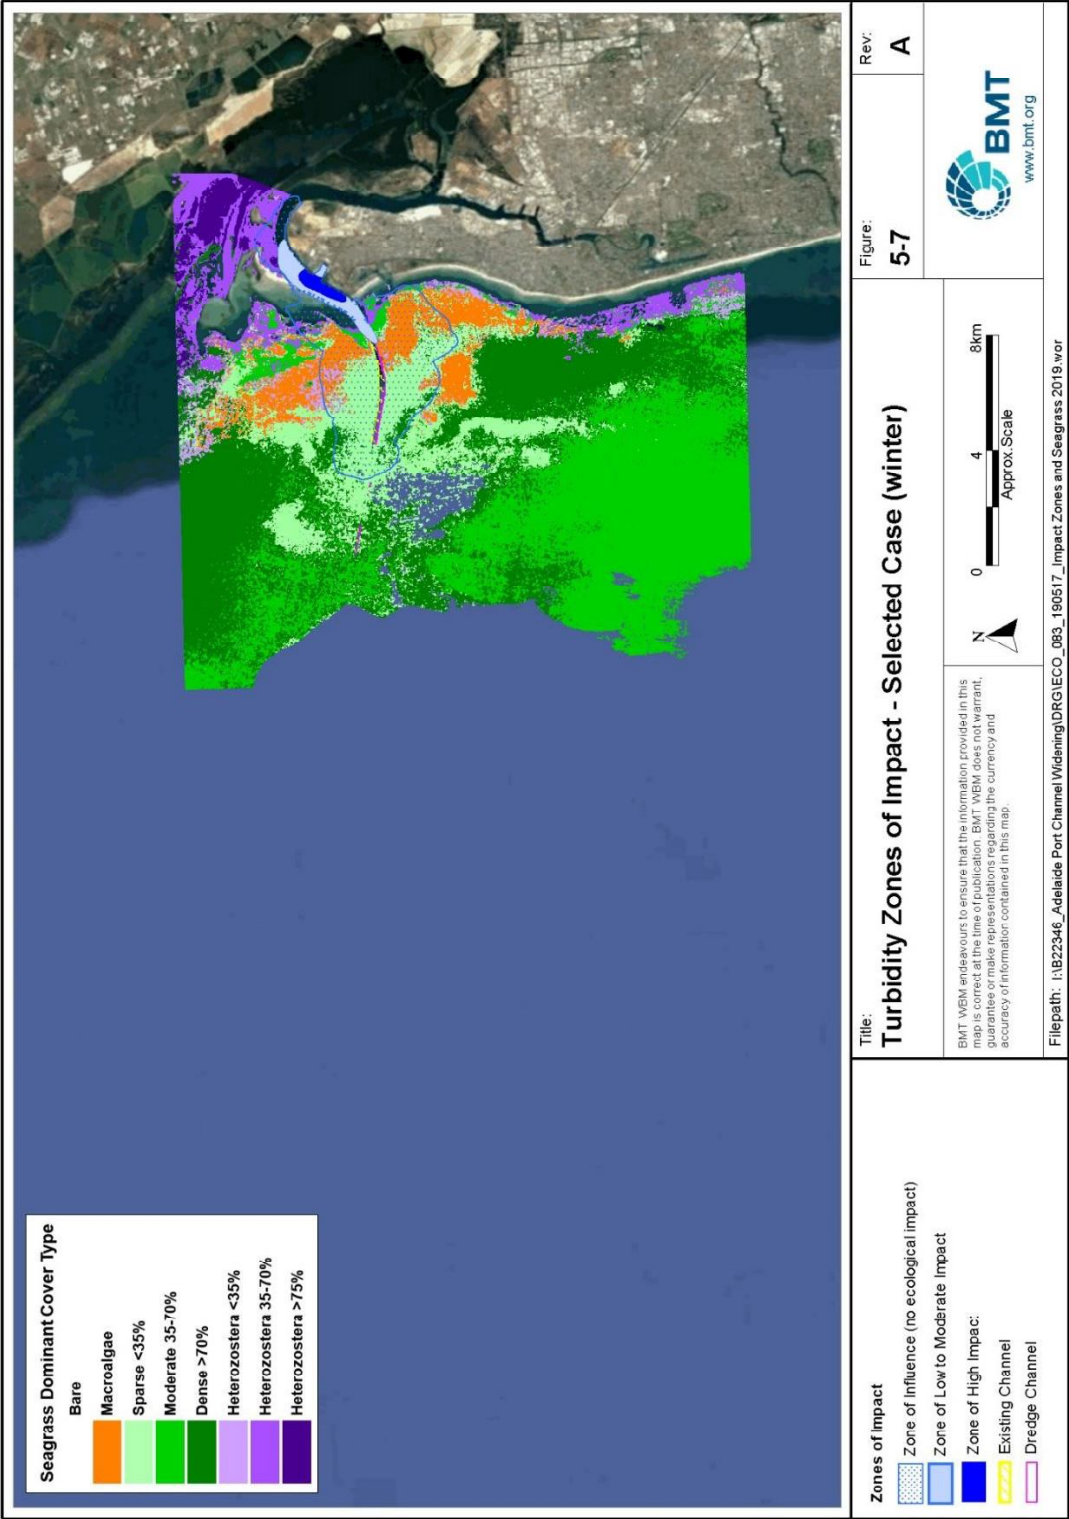 Seagrass Dominant Cover Type
Bare
Macroalgae
Sparse <35%
Moderate 35-70%
Dense >70%
Heterozostera <35%
Heterozostera 35-70%
Heterozostera >75%
Zones of Impact
Zone of Influence (no ecological impact)
Zone of Low to Moderate Impact
Zone of High Impac:
Existing Channel
Dredge Channel
Title:
Turbidity Zones of Impact - Selected Case (winter)
Figure:
5-7
Rev:
A
BMT WBM endeavours to ensure that the information provided in this
map is correct at the time of publication. BMT WBM does not warrant,
guarantee or make representations regarding the currency and
accuracy of information contained in this map.
N
0 4 8km
Approx.Scale
BMT
www.bmt.org
Filepath: I:\B22346_Adelaide Port Channel Widening\DRG\ECO_083_190517_Impact Zones and Seagrass 2019.wor